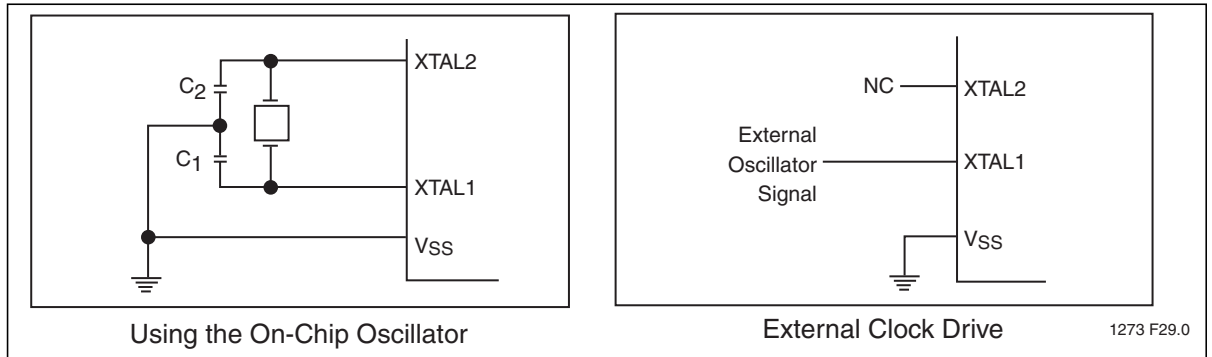 XTAL2
C2
C1
XTAL1
VSS
Using the On-Chip Oscillator
NC
XTAL2
External
Oscillator
Signal
XTAL1
VSS
External Clock Drive
1273 F29.0